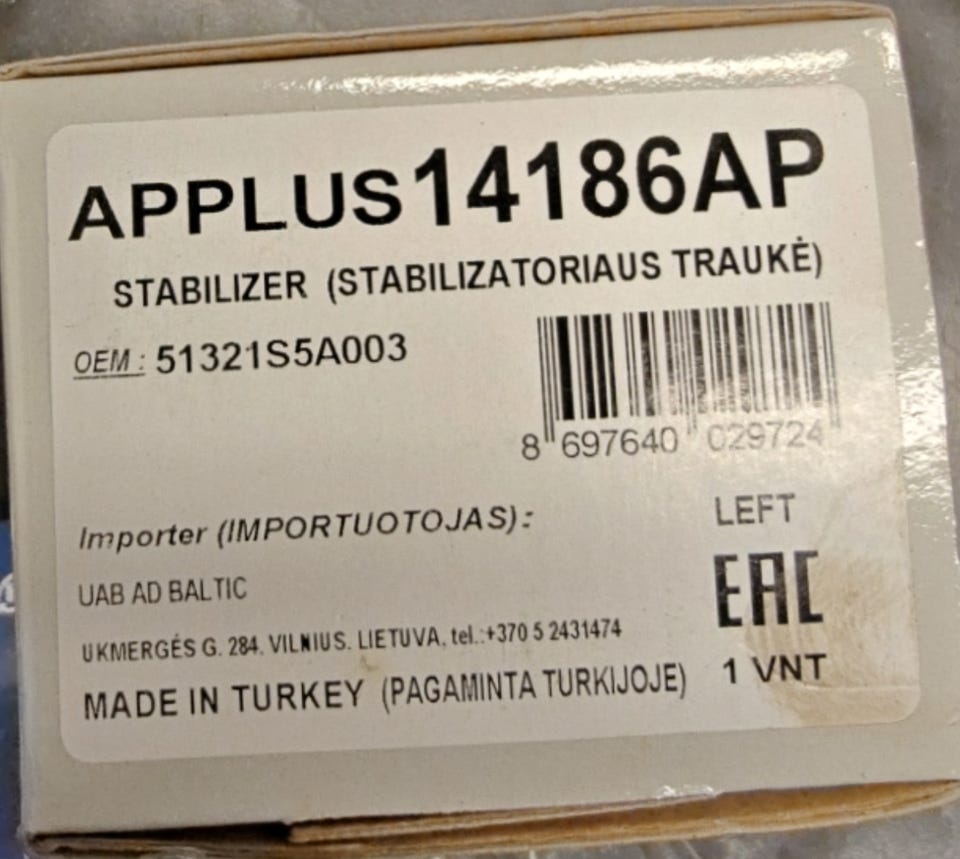 APPLUS 14186AP
STABILIZER (STABILIZATORIAUS TRAUKĖ)
OEM : 51321S5A003
8 697640 029724
Importer (IMPORTUOTOJAS):
LEFT
UAB AD BALTIC
EAC
UKMERGĖS G. 284, VILNIUS. LIETUVA, tel.:+370 5 2431474
MADE IN TURKEY (PAGAMINTA TURKIJOJE)
1 VNT